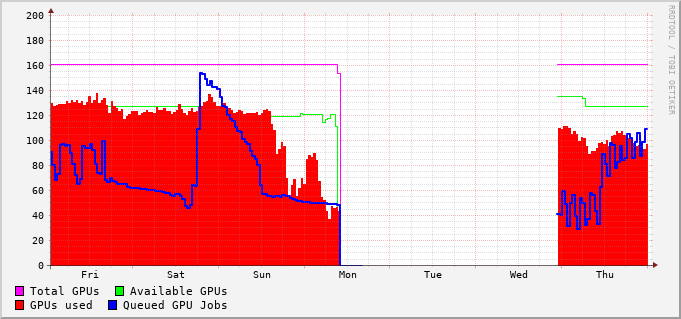 200
180
160
140
120
100
80
60
40
20
0
Fri Sat Sun Mon Tue Wed Thu
Total GPUs Available GPUs
GPUs used Queued GPU Jobs
RRDTOOL / TOBI OETIKER